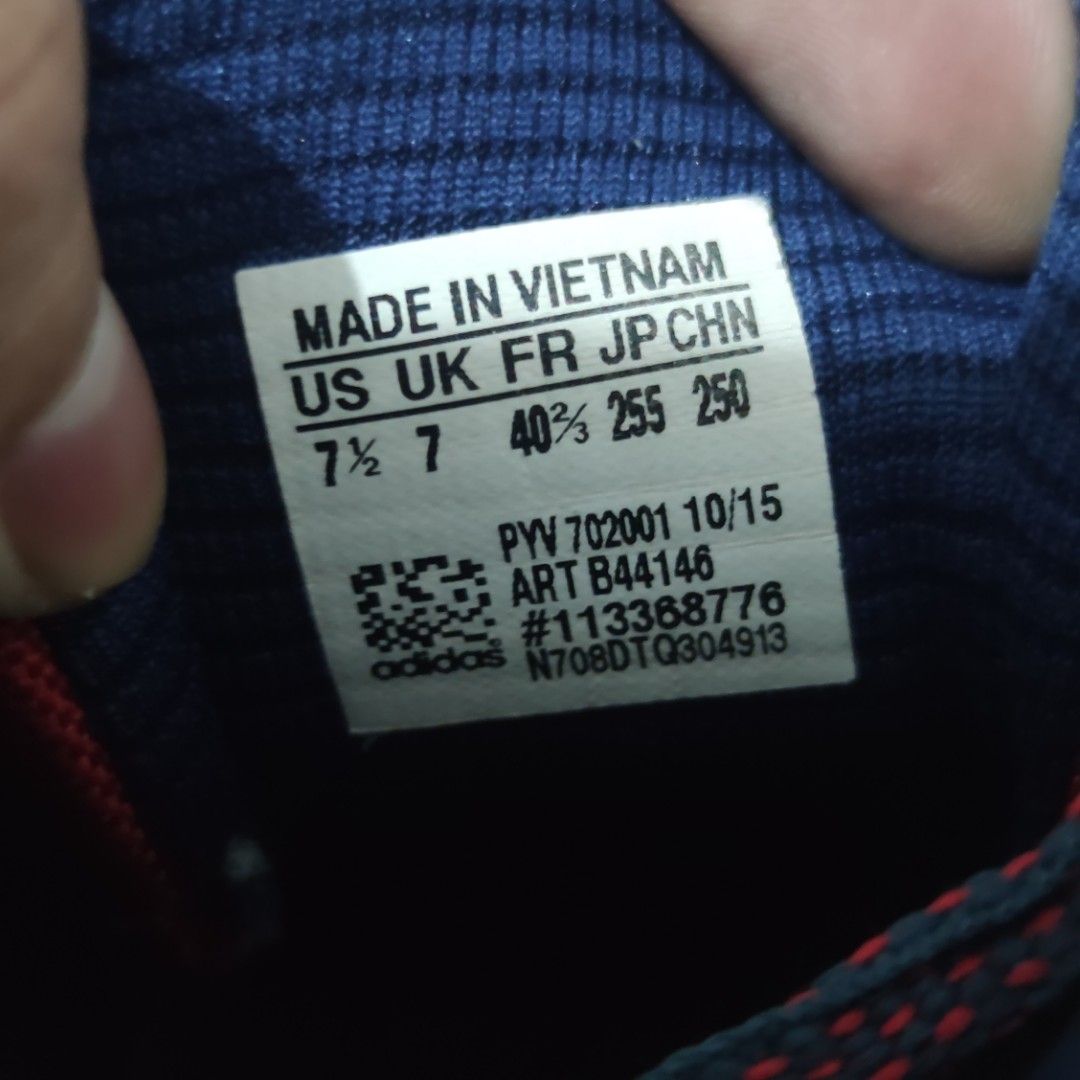 MADE IN VIETNAM
US UK FR JP CHN
7½ 7 40⅔ 255 250
PYV 702001 10/15
ART B44146
#113368776
adidas N708DTQ304913